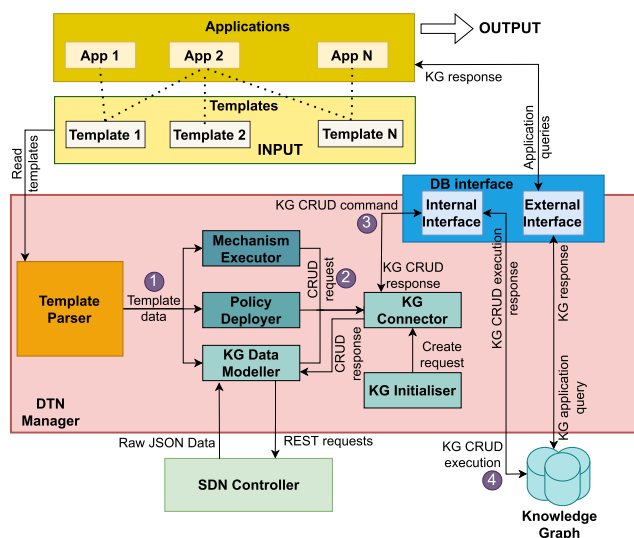 Applications
App 1
App 2
App N
OUTPUT
KG response
Templates
Template 1
Template 2
Template N
INPUT
Read
templates
Application
queries
DB interface
Internal
Interface
External
Interface
KG CRUD command
3
Mechanism
Executor
1
Template
data
Template
Parser
Policy
Deployer
CRUD
request
2
KG CRUD
response
KG
Connector
KG CRUD execution
response
KG response
KG Data
Modeller
CRUD
response
Create
request
KG Initialiser
DTN
Manager
Raw JSON Data
REST requests
KG application
query
KG CRUD
execution
4
SDN Controller
Knowledge
Graph